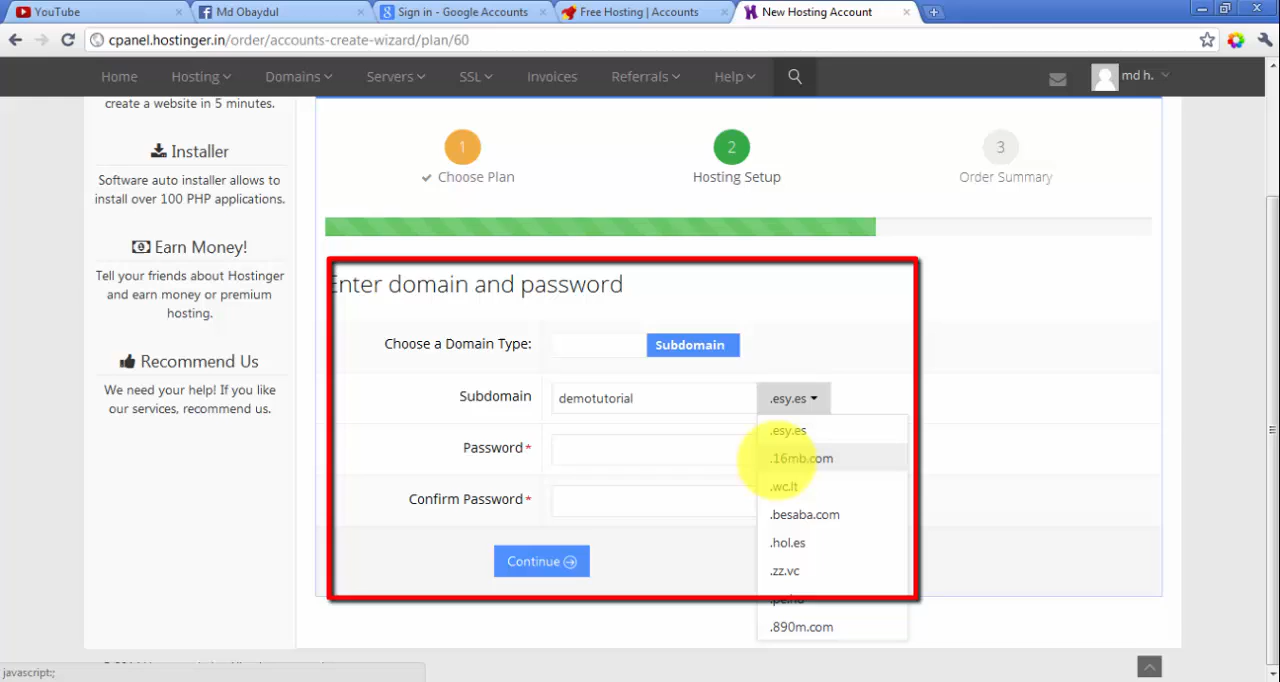 YouTube
Md Obaydul
Sign in - Google Accounts
Free Hosting | Accounts
New Hosting Account
cpanel.hostinger.in/order/accounts-create-wizard/plan/60
Home
Hosting
Domains
Servers
SSL
Invoices
Referrals
Help
md h.
create a website in 5 minutes.
Installer
Software auto installer allows to
install over 100 PHP applications.
Earn Money!
Tell your friends about Hostinger
and earn money or premium
hosting.
Recommend Us
We need your help! If you like
our services, recommend us.
1
Choose Plan
2
Hosting Setup
3
Order Summary
Enter domain and password
Choose a Domain Type:
Subdomain
Subdomain
demotutorial
.esy.es
.esy.es
.16mb.com
.wc.lt
.besaba.com
.hol.es
.zz.vc
.pe.hu
.890m.com
Password*
Confirm Password*
Continue
javascript:;